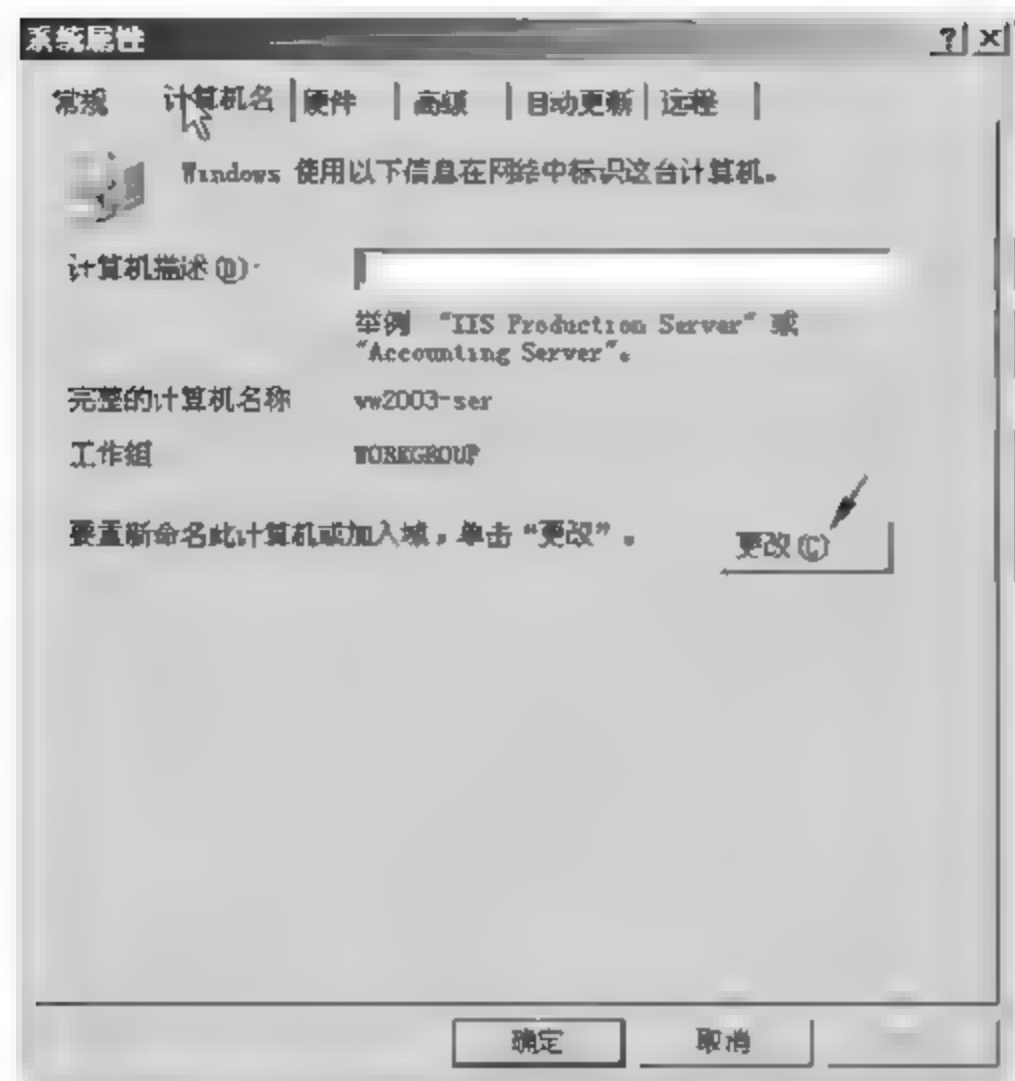 系统属性
常规 计算机名 硬件 高级 自动更新 远程
Windows 使用以下信息在网络中标识这台计算机。
计算机描述(D):
举例 "IIS Production Server" 或
"Accounting Server"。
完整的计算机名称 vw2003-ser
工作组 WORKGROUP
要重新命名此计算机或加入域，单击“更改”。 更改(C)
确定 取消